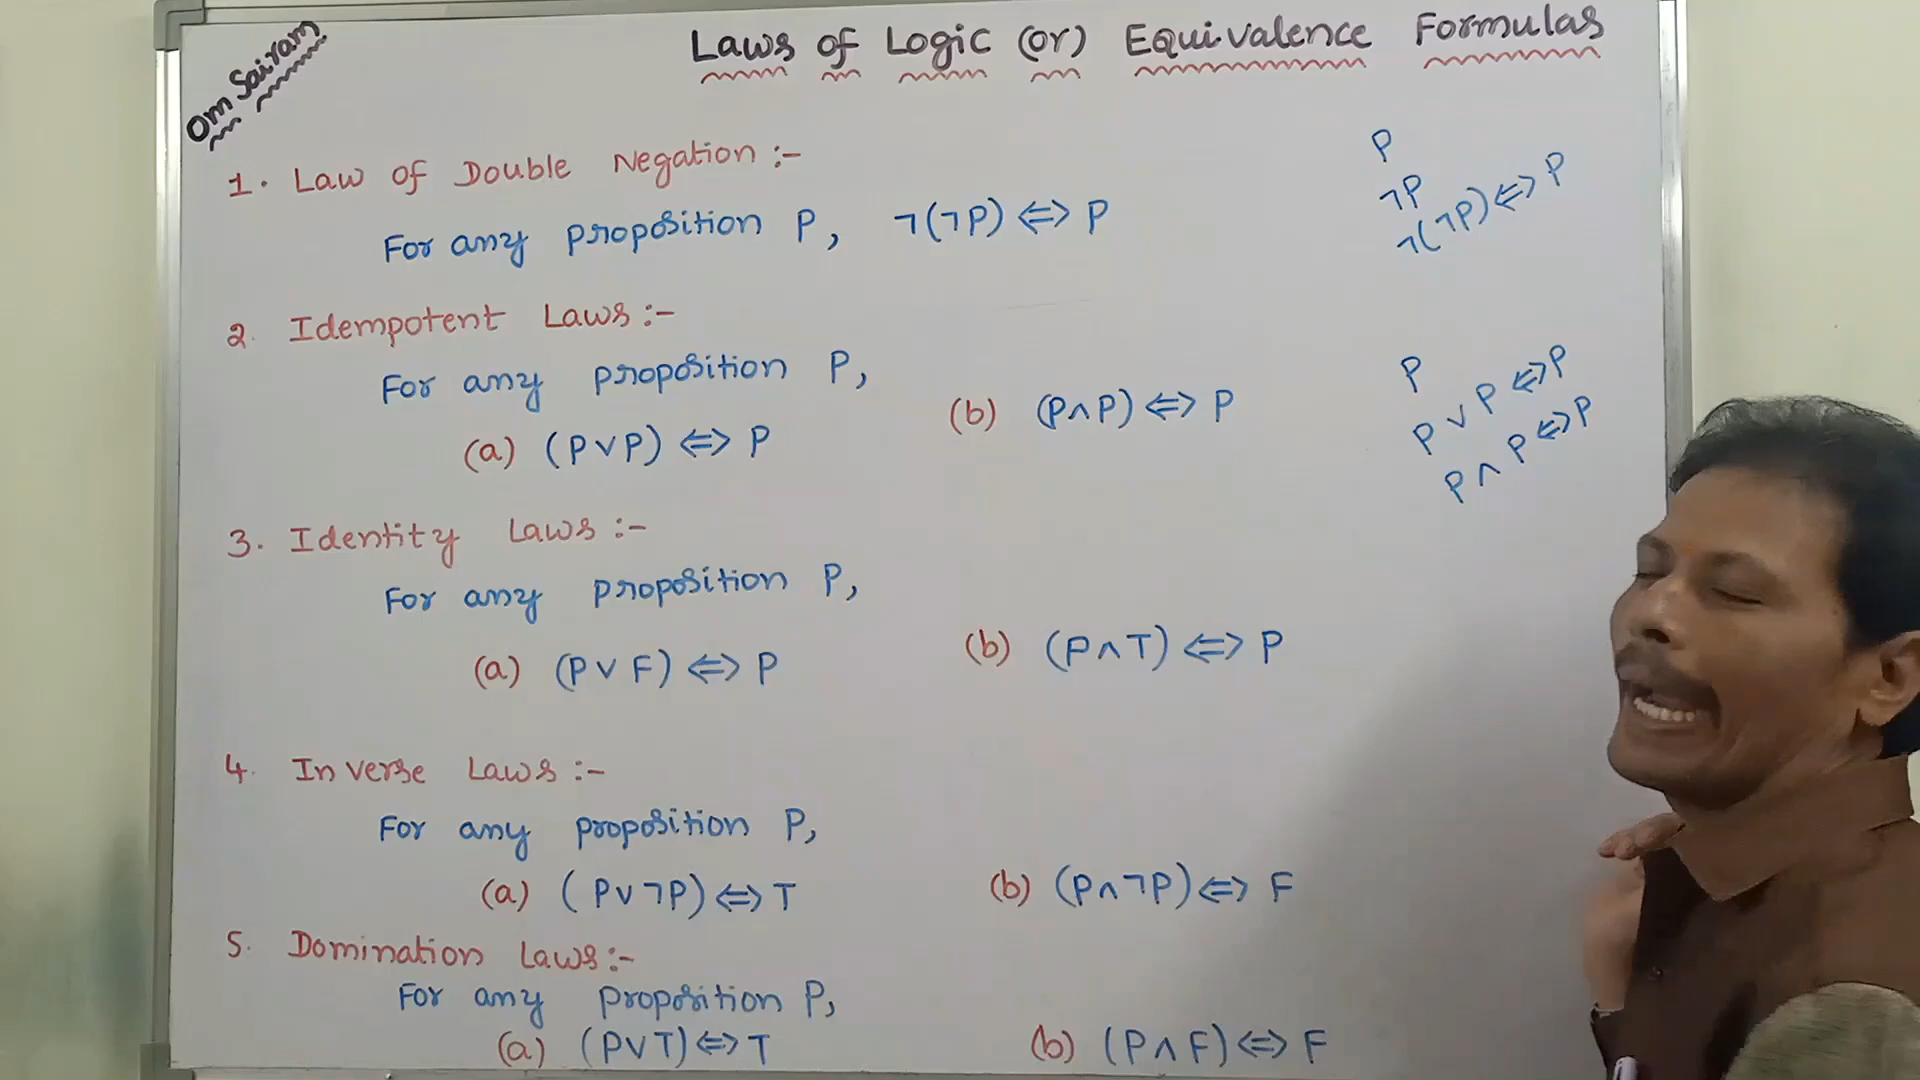 Om Sairam
Laws of Logic (or) Equivalence Formulas
1. Law of Double Negation :-
For any proposition P, ¬(¬P) ⇔ P
P
¬P
¬(¬P) ⇔ P
2. Idempotent Laws :-
For any proposition P,
(a) (P∨P) ⇔ P (b) (P∧P) ⇔ P
P
P ∨ P ⇔ P
P ∧ P ⇔ P
3. Identity Laws :-
For any proposition P,
(a) (P ∨ F) ⇔ P (b) (P∧T) ⇔ P
4. Inverse Laws :-
For any proposition P,
(a) (P∨¬P) ⇔ T (b) (P∧¬P) ⇔ F
5. Domination Laws :-
For any proposition P,
(a) (P∨T) ⇔ T (b) (P∧F) ⇔ F